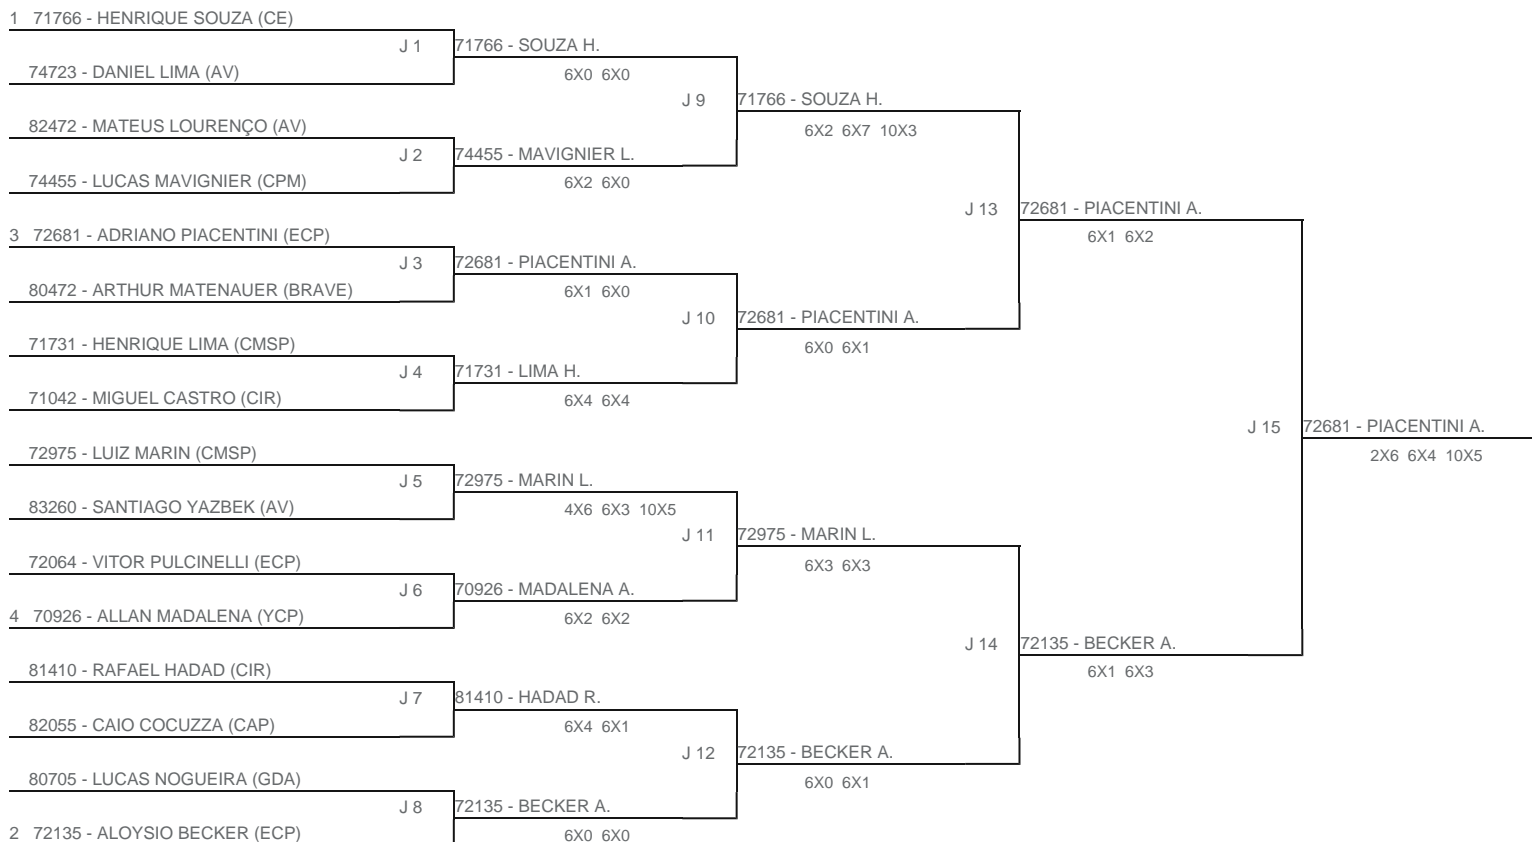 1 71766 - HENRIQUE SOUZA (CE)
J 1
71766 - SOUZA H.
74723 - DANIEL LIMA (AV)
6X0 6X0
J 9
71766 - SOUZA H.
82472 - MATEUS LOURENÇO (AV)
6X2 6X7 10X3
J 2
74455 - MAVIGNIER L.
74455 - LUCAS MAVIGNIER (CPM)
6X2 6X0
J 13
72681 - PIACENTINI A.
3 72681 - ADRIANO PIACENTINI (ECP)
6X1 6X2
J 3
72681 - PIACENTINI A.
80472 - ARTHUR MATENAUER (BRAVE)
6X1 6X0
J 10
72681 - PIACENTINI A.
71731 - HENRIQUE LIMA (CMSP)
6X0 6X1
J 4
71731 - LIMA H.
71042 - MIGUEL CASTRO (CIR)
6X4 6X4
J 15
72681 - PIACENTINI A.
72975 - LUIZ MARIN (CMSP)
2X6 6X4 10X5
J 5
72975 - MARIN L.
83260 - SANTIAGO YAZBEK (AV)
4X6 6X3 10X5
J 11
72975 - MARIN L.
72064 - VITOR PULCINELLI (ECP)
6X3 6X3
J 6
70926 - MADALENA A.
4 70926 - ALLAN MADALENA (YCP)
6X2 6X2
J 14
72135 - BECKER A.
81410 - RAFAEL HADAD (CIR)
6X1 6X3
J 7
81410 - HADAD R.
82055 - CAIO COCUZZA (CAP)
6X4 6X1
J 12
72135 - BECKER A.
80705 - LUCAS NOGUEIRA (GDA)
6X0 6X1
J 8
72135 - BECKER A.
2 72135 - ALOYSIO BECKER (ECP)
6X0 6X0